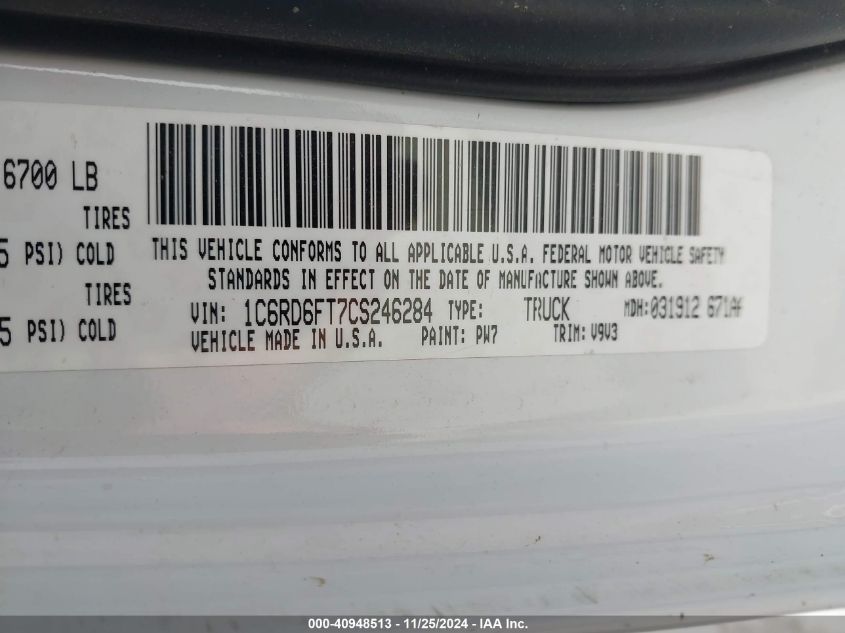 6700 LB
TIRES
5 PSI) COLD
TIRES
5 PSI) COLD
THIS VEHICLE CONFORMS TO ALL APPLICABLE U.S.A. FEDERAL MOTOR VEHICLE SAFETY
STANDARDS IN EFFECT ON THE DATE OF MANUFACTURE SHOWN ABOVE.
VIN: 1C6RD6FT7CS246284 TYPE: TRUCK MDH: 031912 671A#
VEHICLE MADE IN U.S.A. PAINT: PW7 TRIM: V9V3
000-40948513 - 11/25/2024 - IAA Inc.